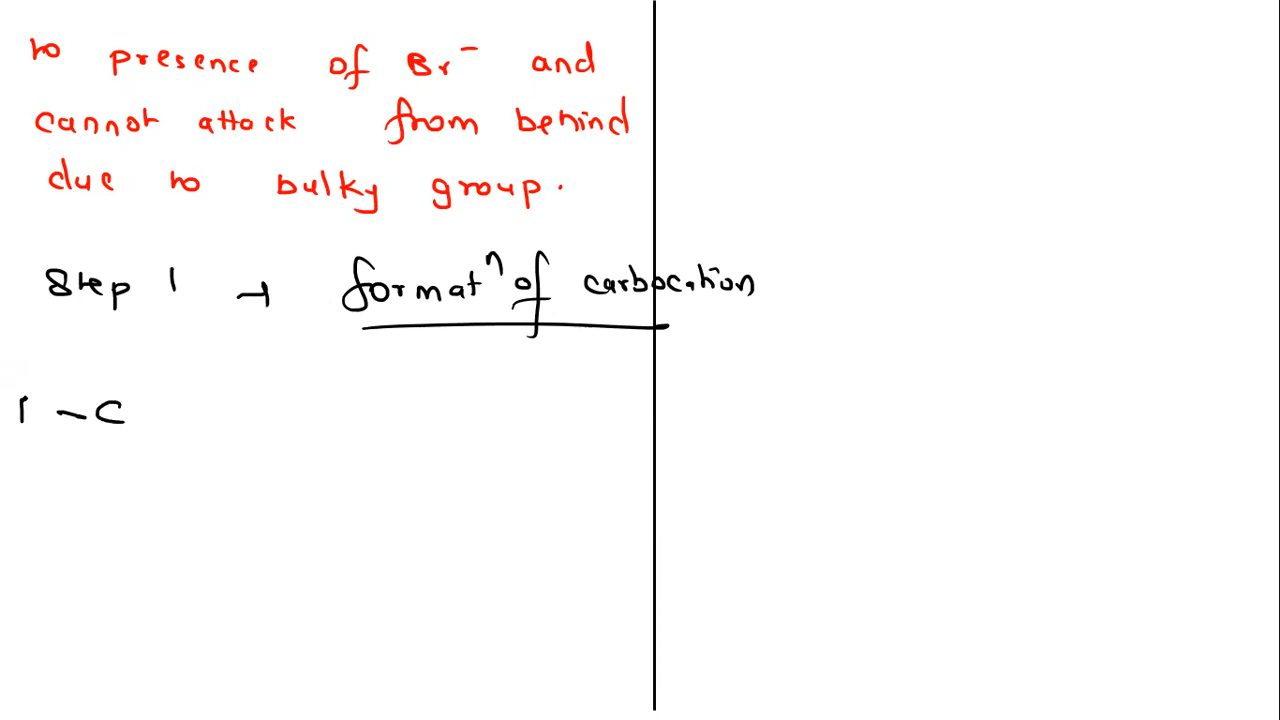 to presence of Br⁻ and
cannot attack from behind
due to bulky group.
Step 1 → formatⁿ of carbocation
1 - C